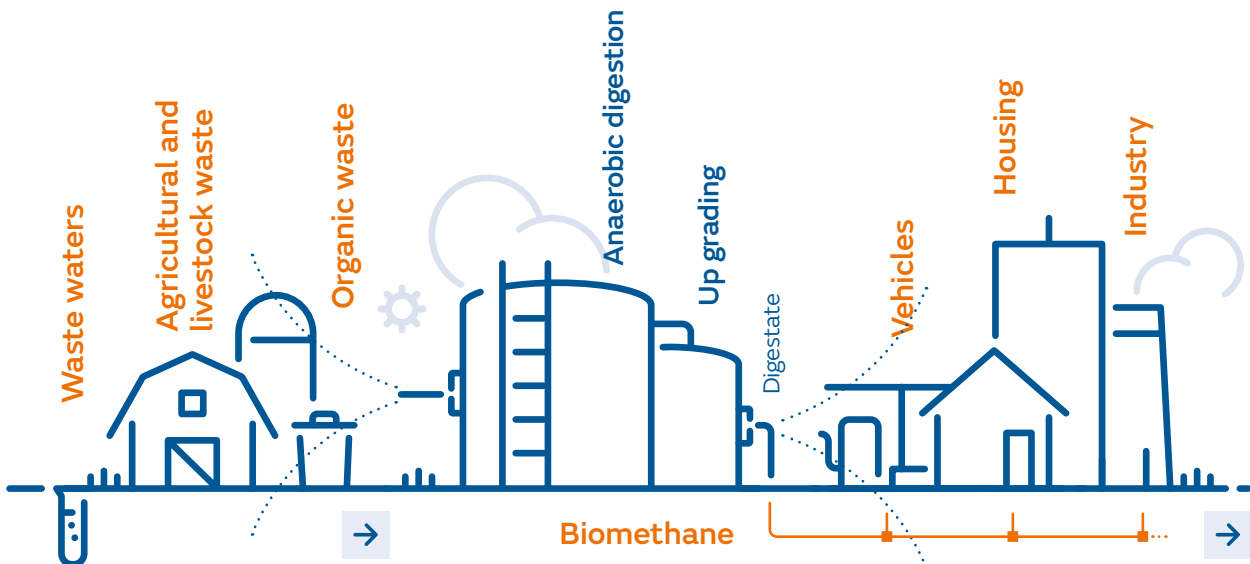 Waste waters
Agricultural and
livestock waste
Organic waste
Anaerobic digestion
Up grading
Digestate
Vehicles
Housing
Industry
Biomethane